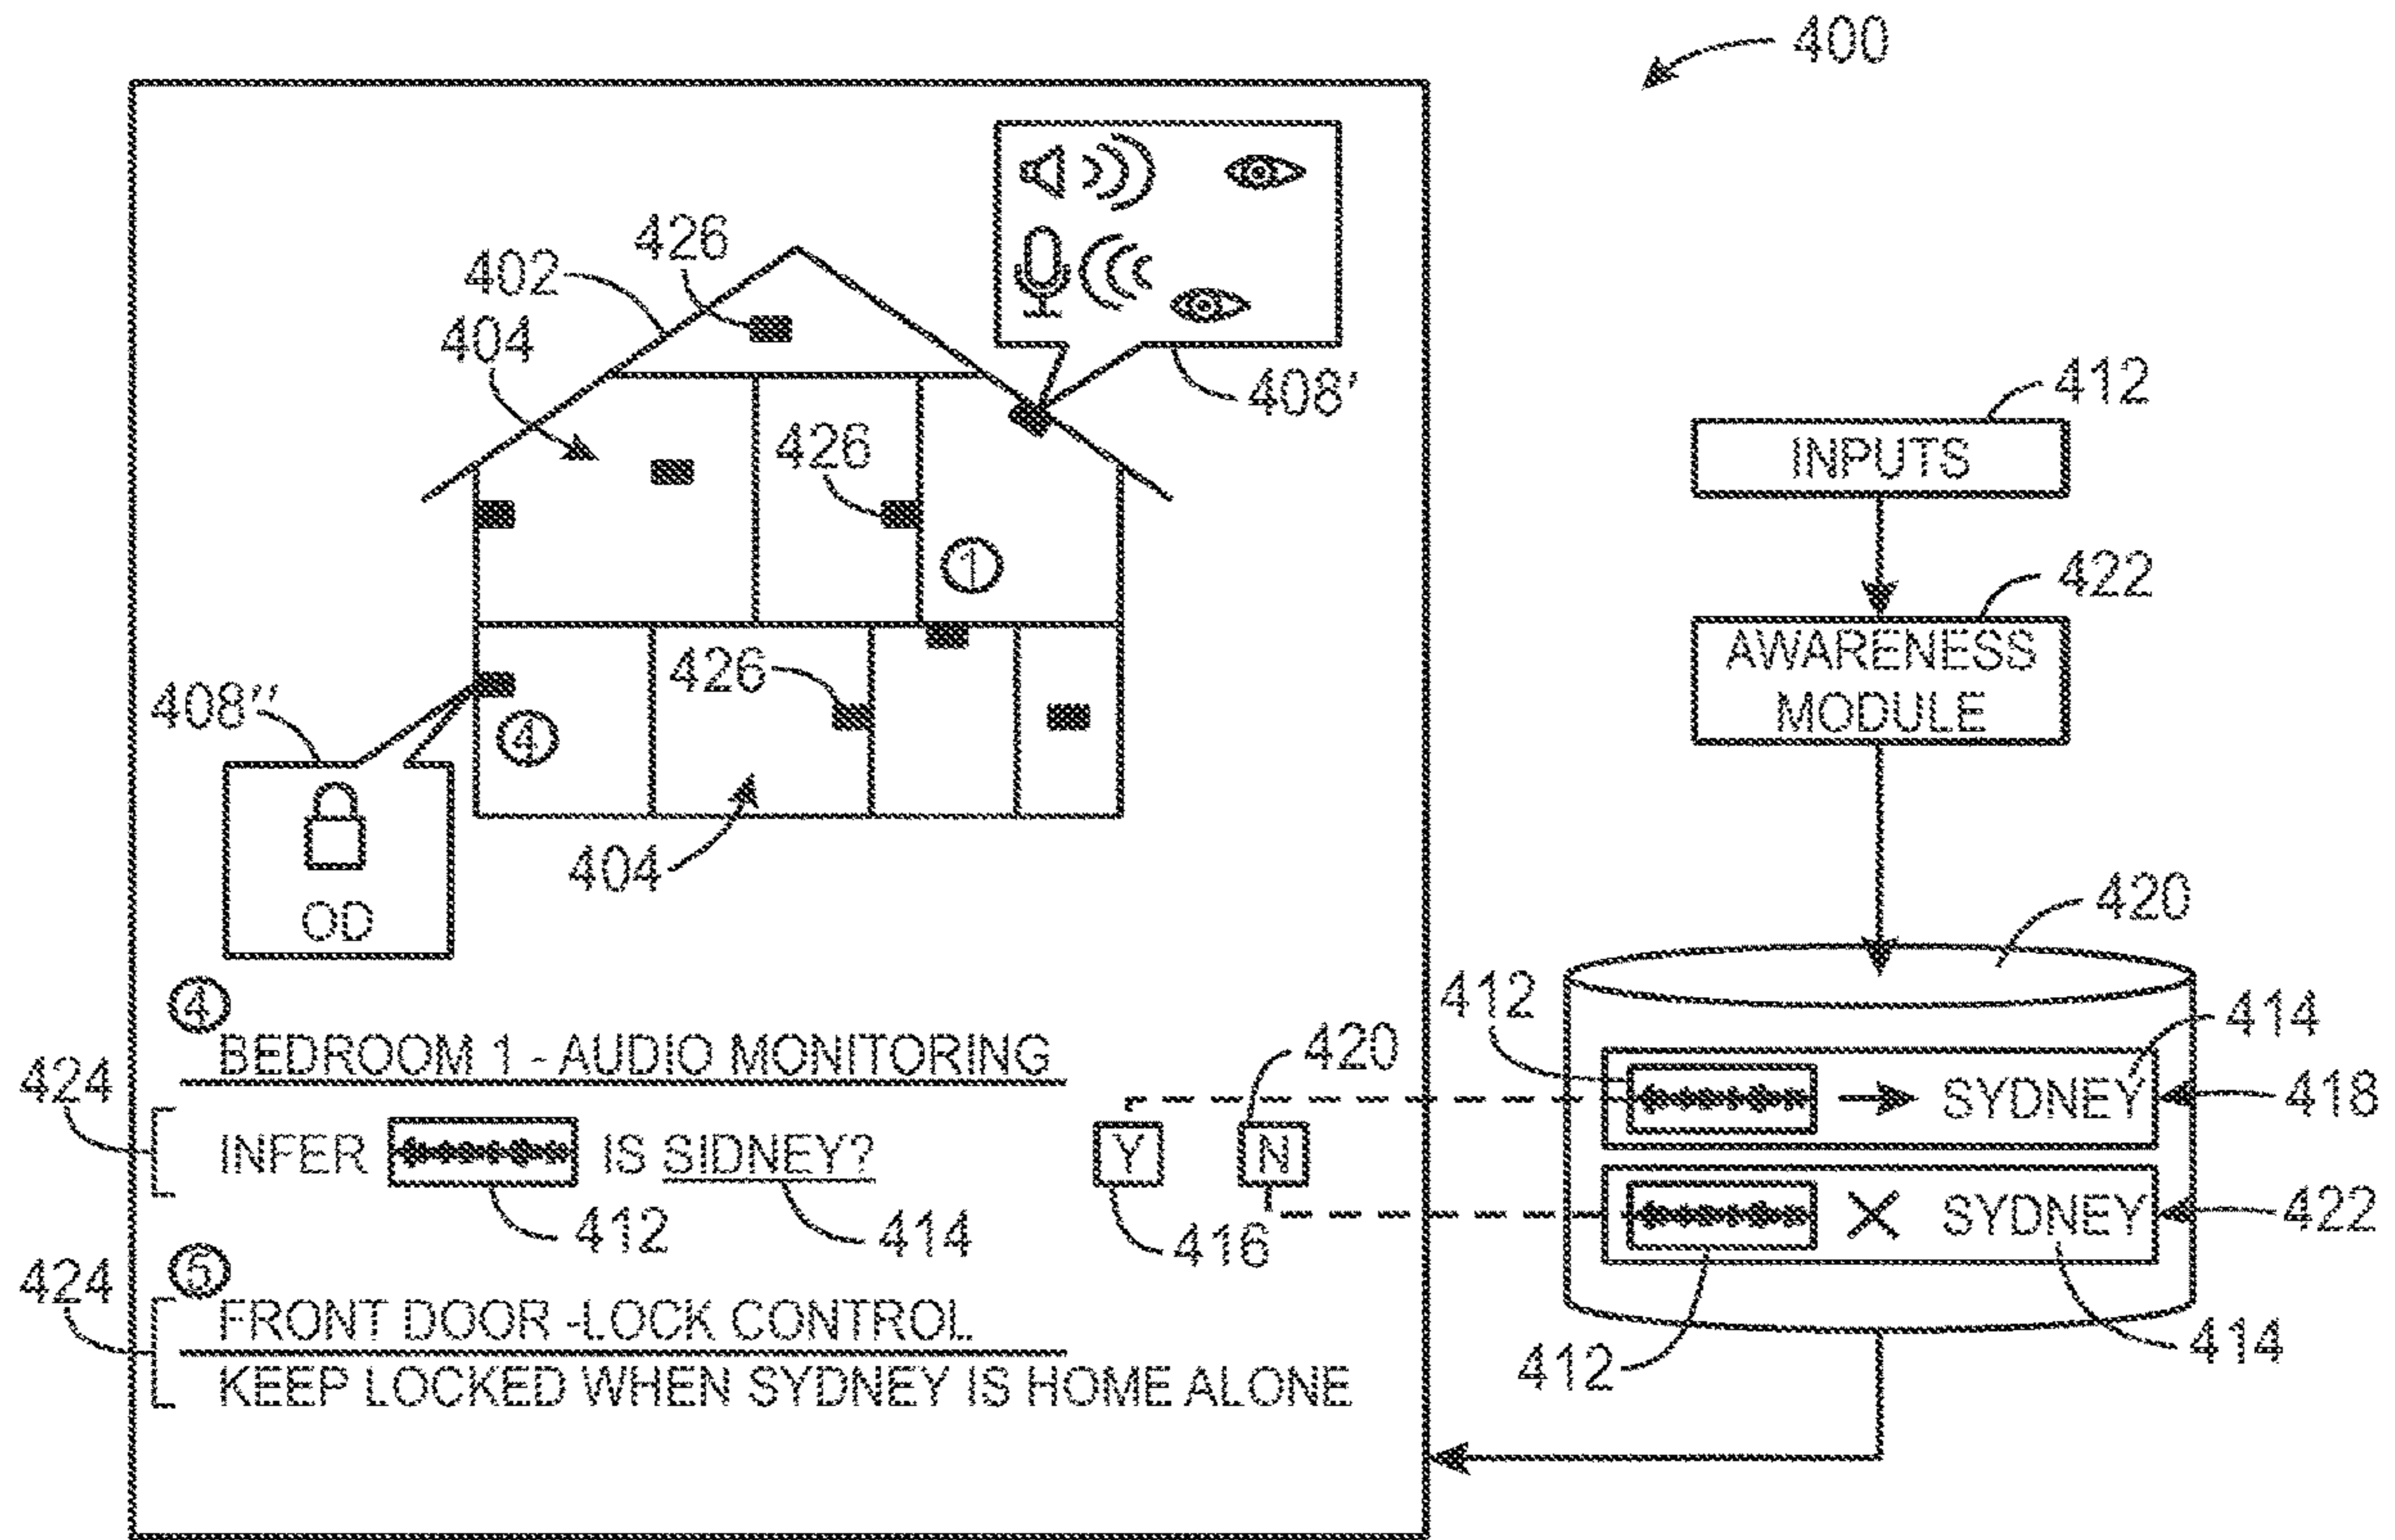 400
426
402
404
408'
412
INPUTS
426
1
422
AWARENESS
MODULE
426
408''
4
OD
404
420
4
BEDROOM 1 - AUDIO MONITORING
412
414
SYDNEY
418
424
INFER
IS SIDNEY?
Y
N
420
412
414
416
SYDNEY
422
412
414
5
424
FRONT DOOR -LOCK CONTROL
KEEP LOCKED WHEN SYDNEY IS HOME ALONE